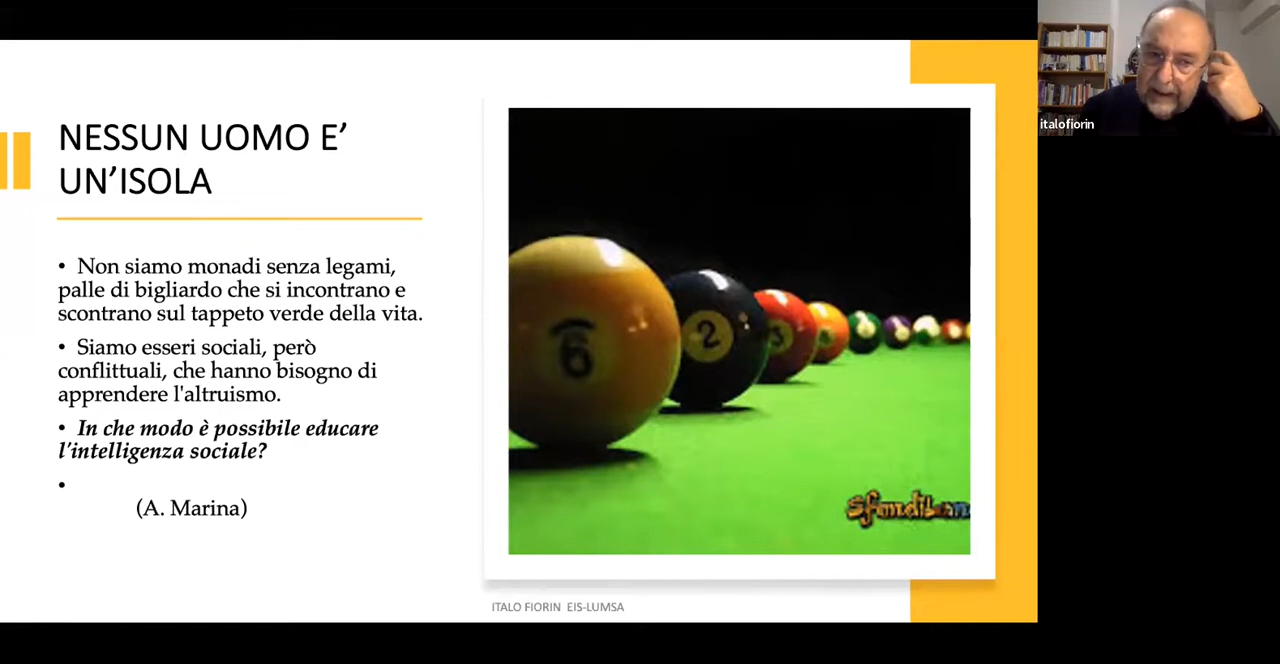 NESSUN UOMO E’
UN’ISOLA
• Non siamo monadi senza legami,
palle di bigliardo che si incontrano e
scontrano sul tappeto verde della vita.
• Siamo esseri sociali, però
conflittuali, che hanno bisogno di
apprendere l'altruismo.
• In che modo è possibile educare
l'intelligenza sociale?
•
(A. Marina)
6
2
3
ITALO FIORIN EIS-LUMSA
italofiorin